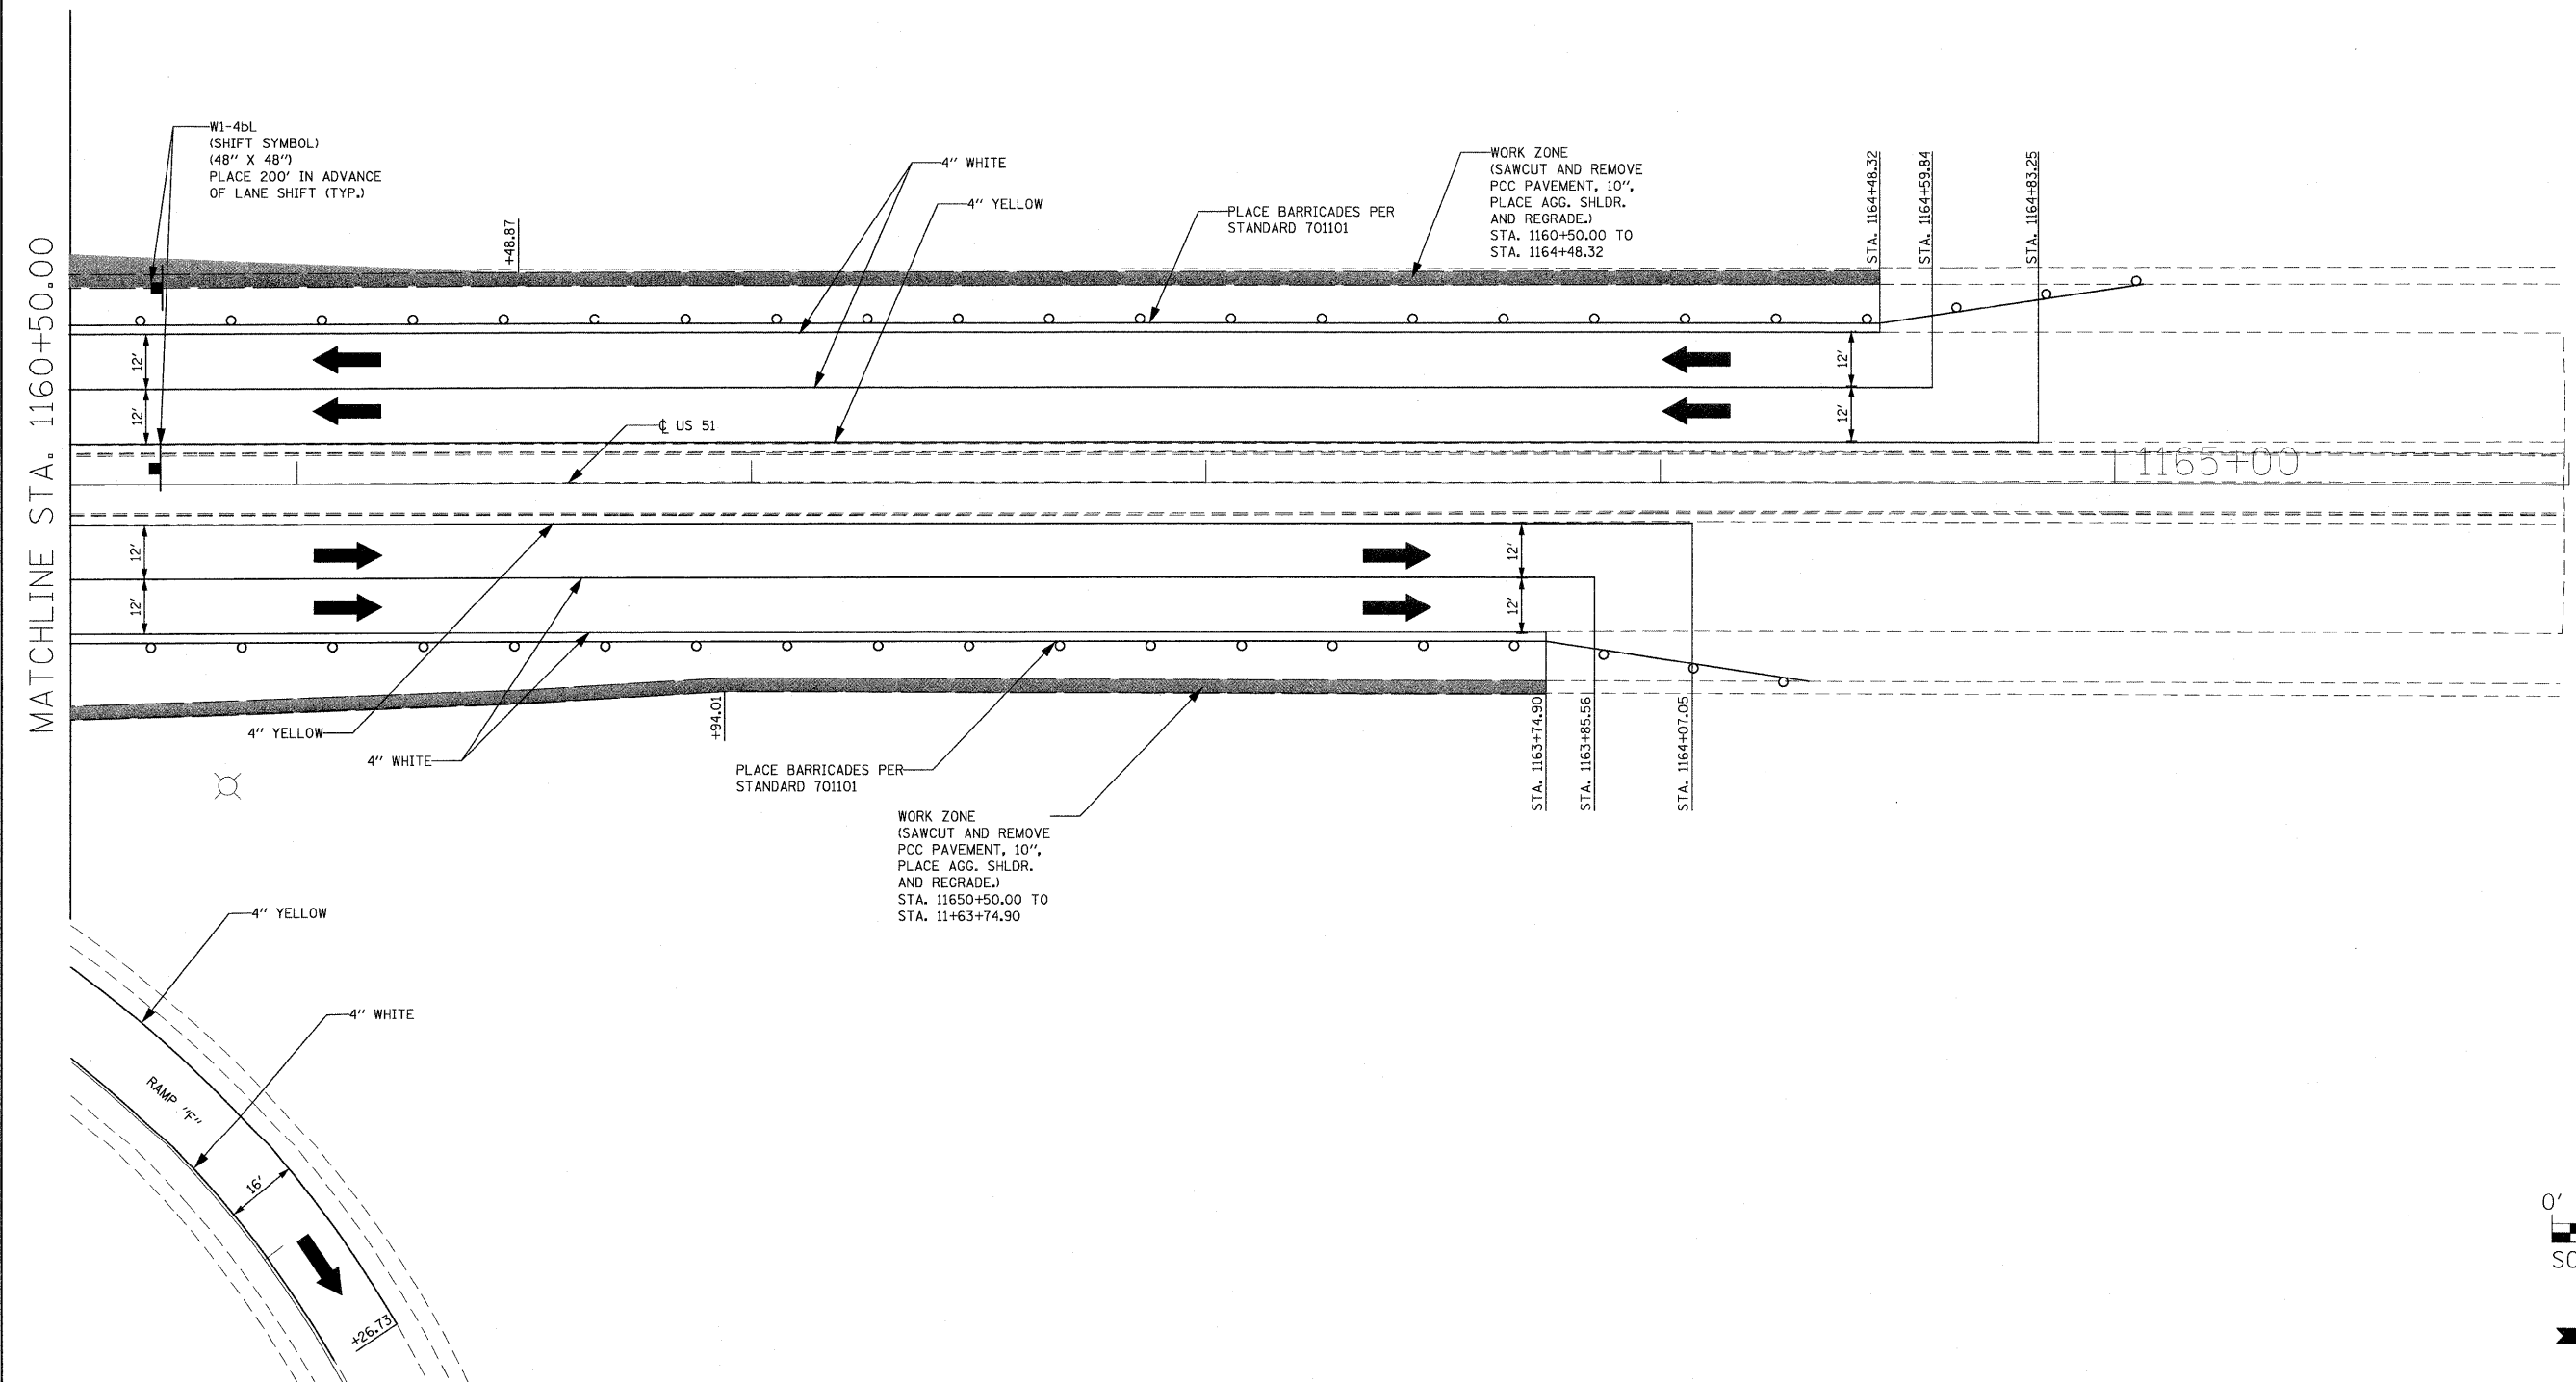 W1-4bL
(SHIFT SYMBOL)
(48" X 48")
PLACE 200' IN ADVANCE
OF LANE SHIFT (TYP.)
4" WHITE
4" YELLOW
PLACE BARRICADES PER
STANDARD 701101
WORK ZONE
(SAWCUT AND REMOVE
PCC PAVEMENT, 10",
PLACE AGG. SHLDR.
AND REGRADE.)
STA. 1160+50.00 TO
STA. 1164+48.32
STA. 1164+48.32
STA. 1164+59.84
STA. 1164+83.25
+48.87
MATCHLINE STA. 1160+50.00
12'
12'
12'
12'
℄ US 51
1165+00
12'
12'
12'
12'
4" YELLOW
4" WHITE
+94.01
PLACE BARRICADES PER
STANDARD 701101
WORK ZONE
(SAWCUT AND REMOVE
PCC PAVEMENT, 10",
PLACE AGG. SHLDR.
AND REGRADE.)
STA. 11650+50.00 TO
STA. 11+63+74.90
STA. 1163+74.90
STA. 1163+85.56
STA. 1164+07.05
4" YELLOW
4" WHITE
RAMP "F"
16'
+26.73
0'
SC